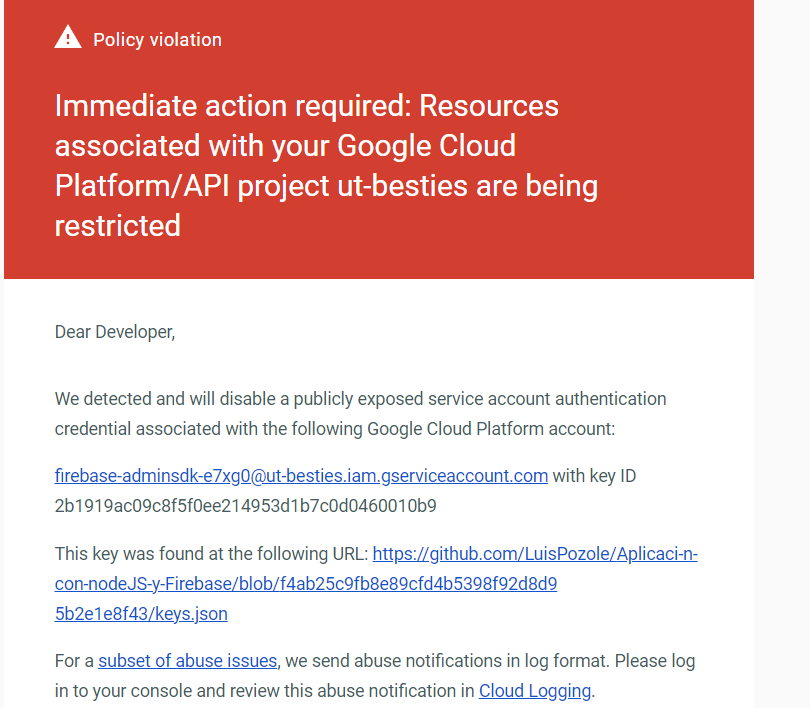 Policy violation
Immediate action required: Resources
associated with your Google Cloud
Platform/API project ut-besties are being
restricted
Dear Developer,
We detected and will disable a publicly exposed service account authentication
credential associated with the following Google Cloud Platform account:
firebase-adminsdk-e7xg0@ut-besties.iam.gserviceaccount.com with key ID
2b1919ac09c8f5f0ee214953d1b7c0d0460010b9
This key was found at the following URL: https://github.com/LuisPozole/Aplicaci-n-
con-nodeJS-y-Firebase/blob/f4ab25c9fb8e89cfd4b5398f92d8d9
5b2e1e8f43/keys.json
For a subset of abuse issues, we send abuse notifications in log format. Please log
in to your console and review this abuse notification in Cloud Logging.